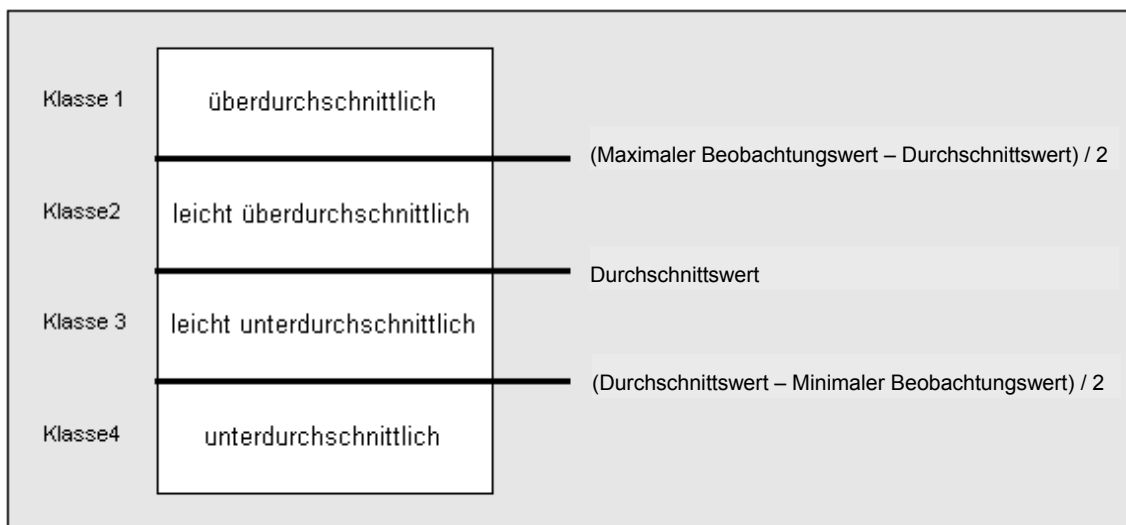 Klasse 1
überdurchschnittlich
(Maximaler Beobachtungswert – Durchschnittswert) / 2
Klasse2
leicht überdurchschnittlich
Durchschnittswert
Klasse 3
leicht unterdurchschnittlich
(Durchschnittswert – Minimaler Beobachtungswert) / 2
Klasse4
unterdurchschnittlich